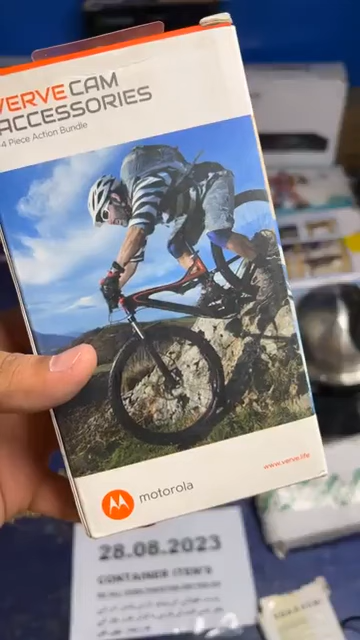 VERVE CAM
ACCESSORIES
4 Piece Action Bundle
www.verve.life
motorola
28.08.2023
CONTAINER ITEM'S